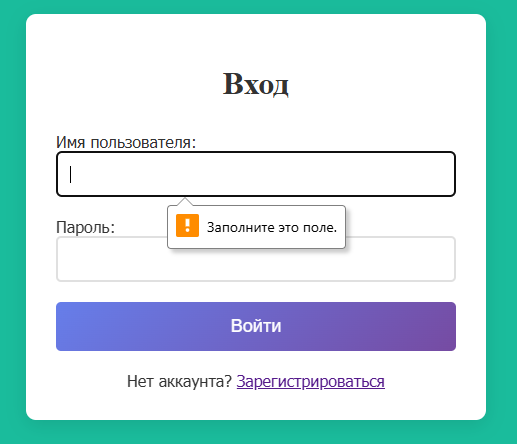 Вход
Имя пользователя:
Заполните это поле.
Пароль:
Войти
Нет аккаунта? Зарегистрироваться